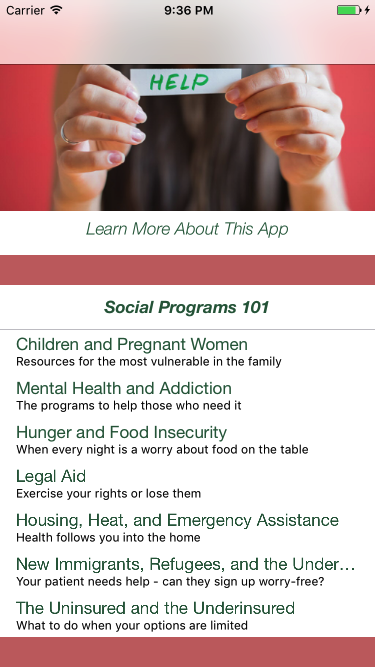 Carrier 9:36 PM
HELP
Learn More About This App
Social Programs 101
Children and Pregnant Women
Resources for the most vulnerable in the family
Mental Health and Addiction
The programs to help those who need it
Hunger and Food Insecurity
When every night is a worry about food on the table
Legal Aid
Exercise your rights or lose them
Housing, Heat, and Emergency Assistance
Health follows you into the home
New Immigrants, Refugees, and the Under...
Your patient needs help - can they sign up worry-free?
The Uninsured and the Underinsured
What to do when your options are limited